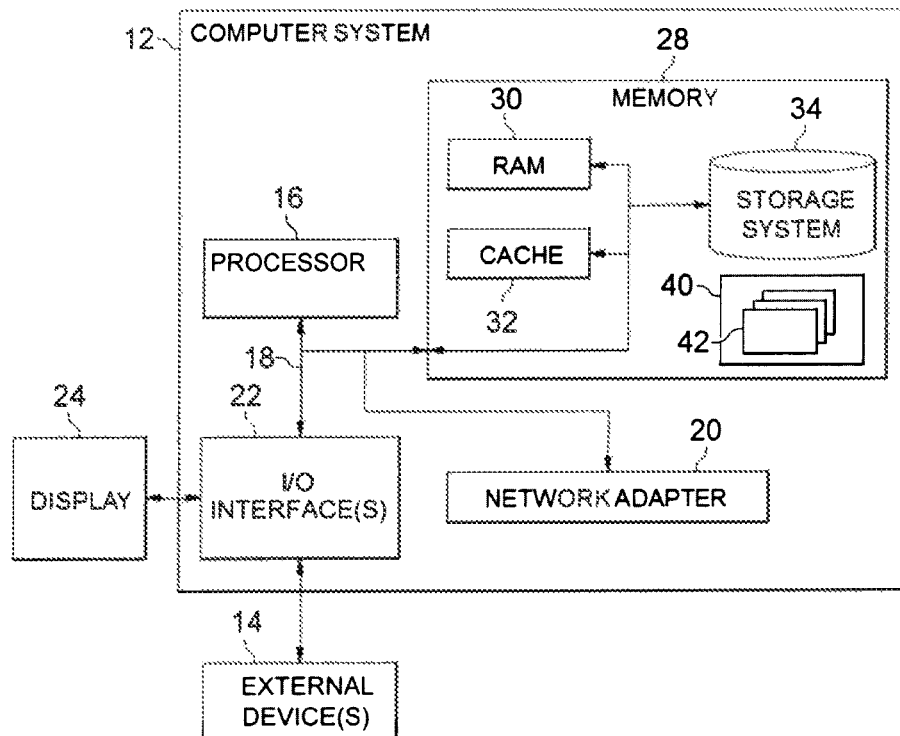 12
COMPUTER SYSTEM
28
MEMORY
30
RAM
34
STORAGE
SYSTEM
16
PROCESSOR
CACHE
32
40
42
18
22
24
I/O
INTERFACE(S)
DISPLAY
20
NETWORK ADAPTER
14
EXTERNAL
DEVICE(S)